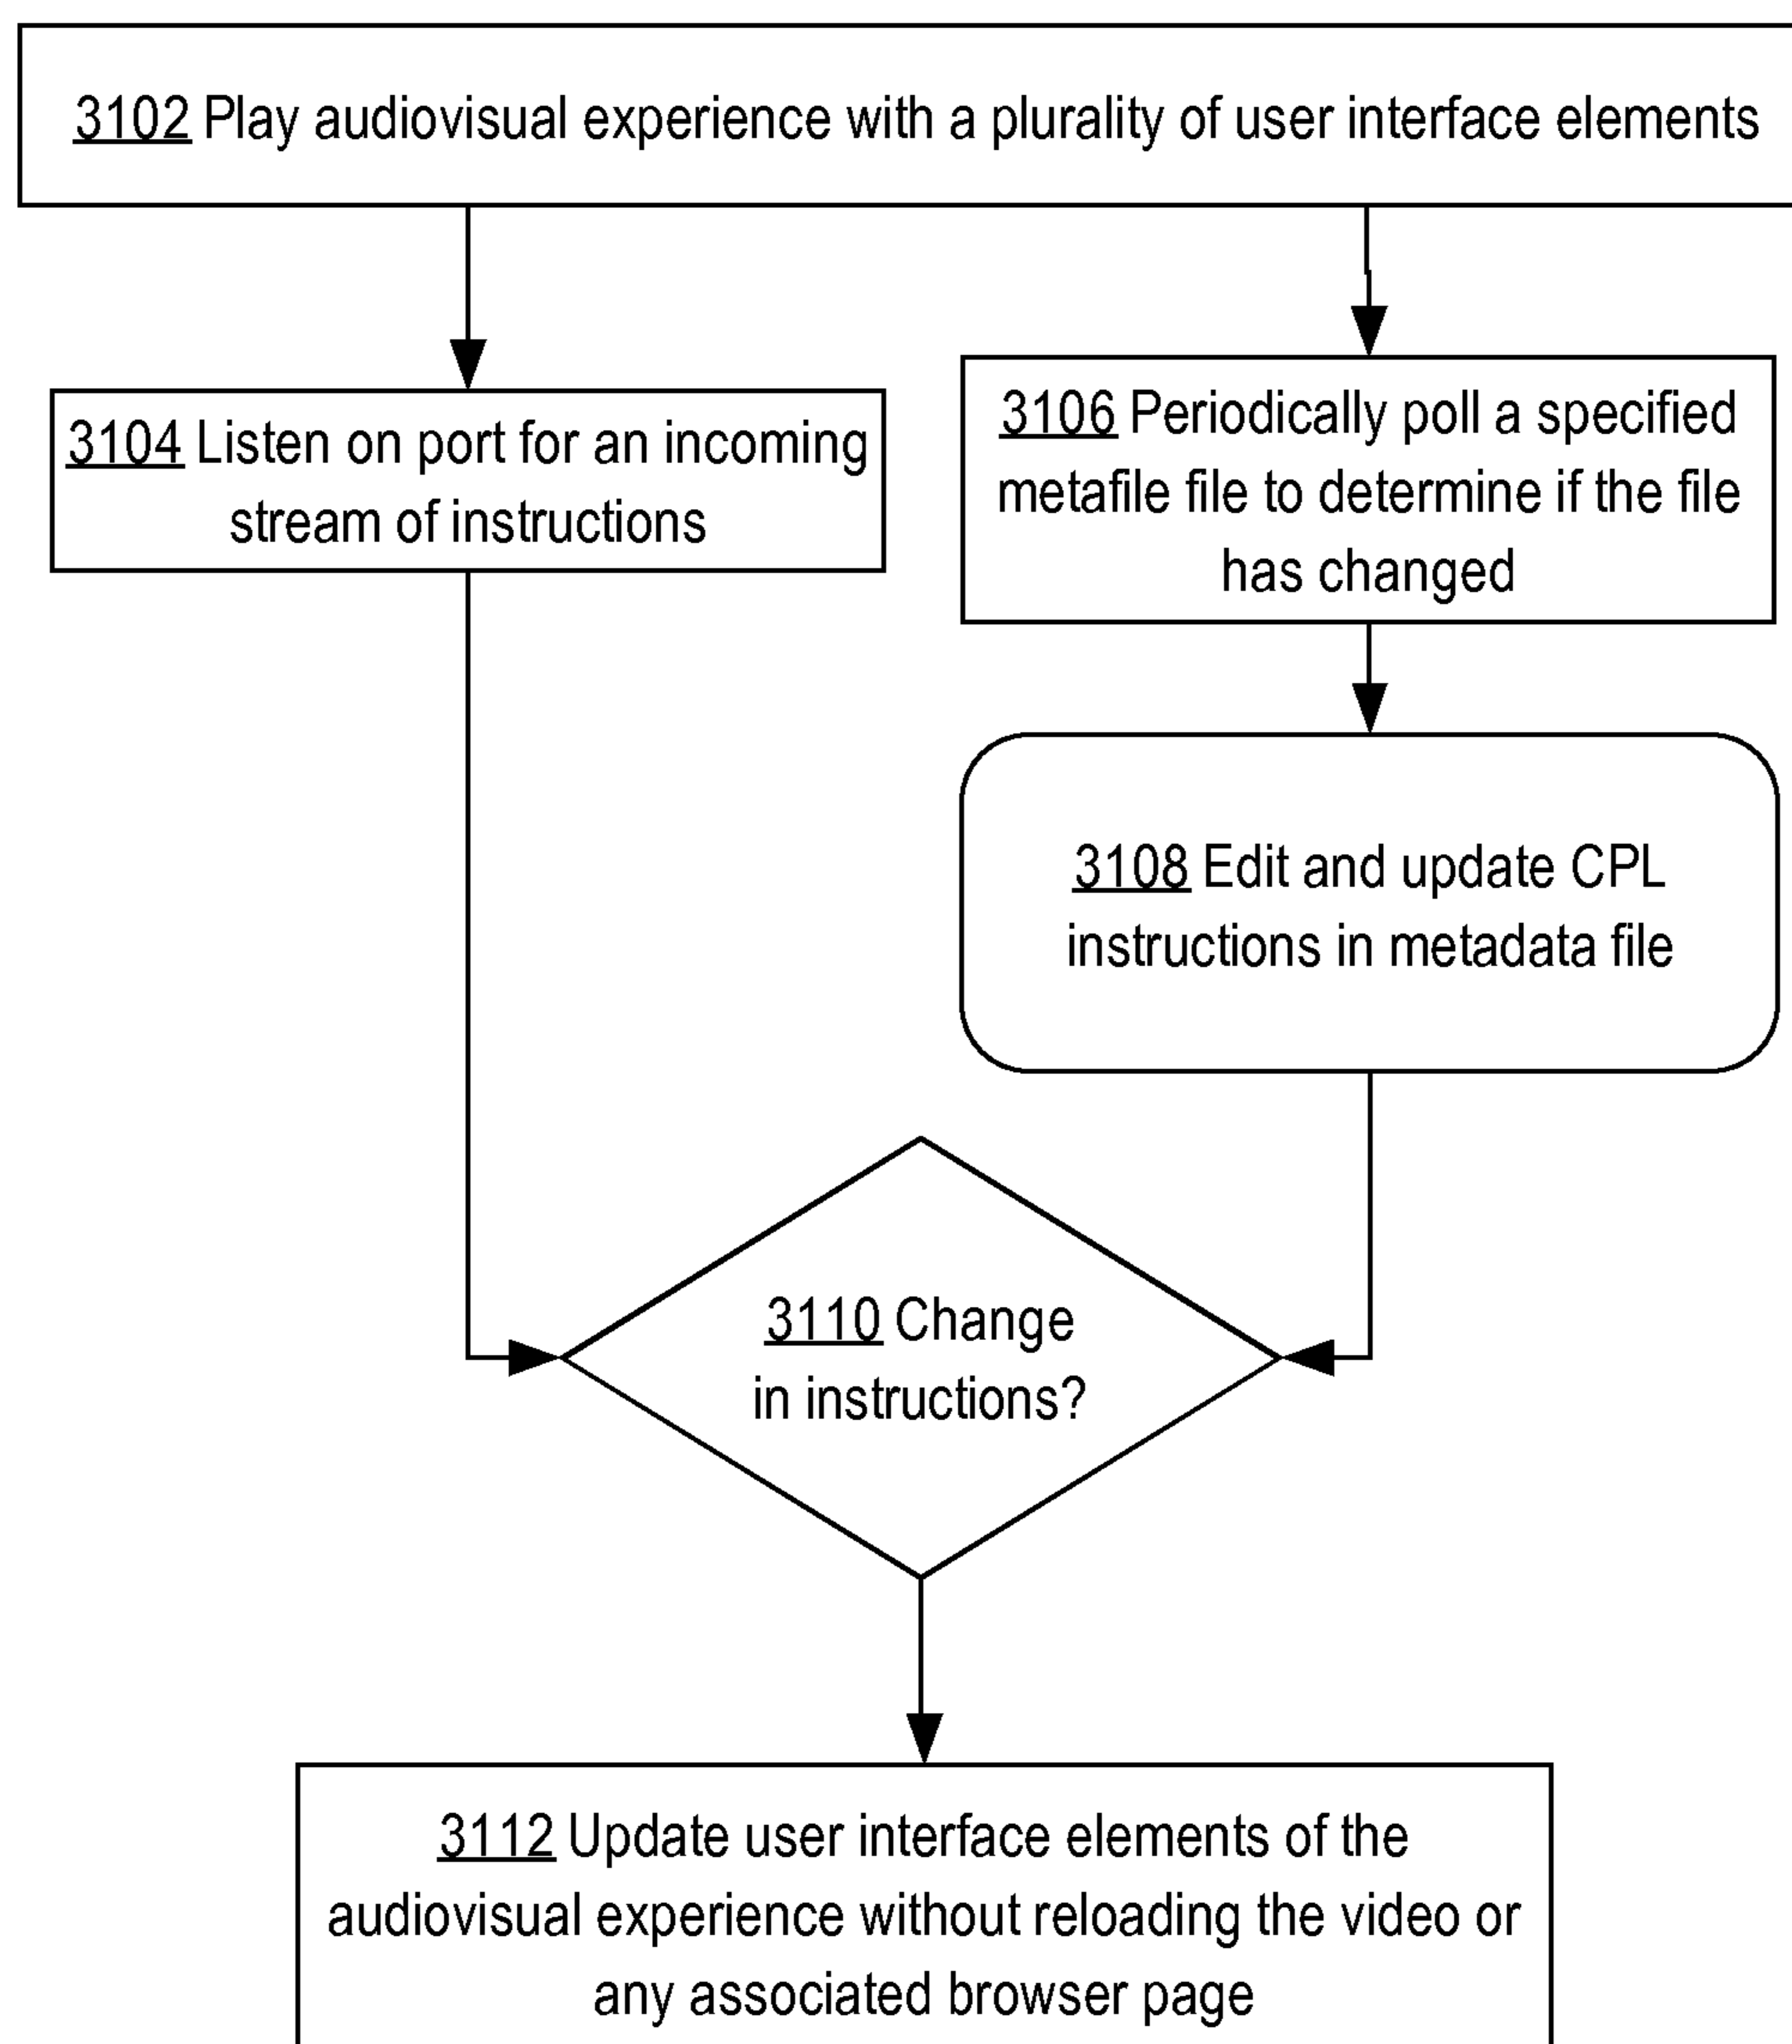 3102 Play audiovisual experience with a plurality of user interface elements
3104 Listen on port for an incoming
stream of instructions
3106 Periodically poll a specified
metafile file to determine if the file
has changed
3108 Edit and update CPL
instructions in metadata file
3110 Change
in instructions?
3112 Update user interface elements of the
audiovisual experience without reloading the video or
any associated browser page